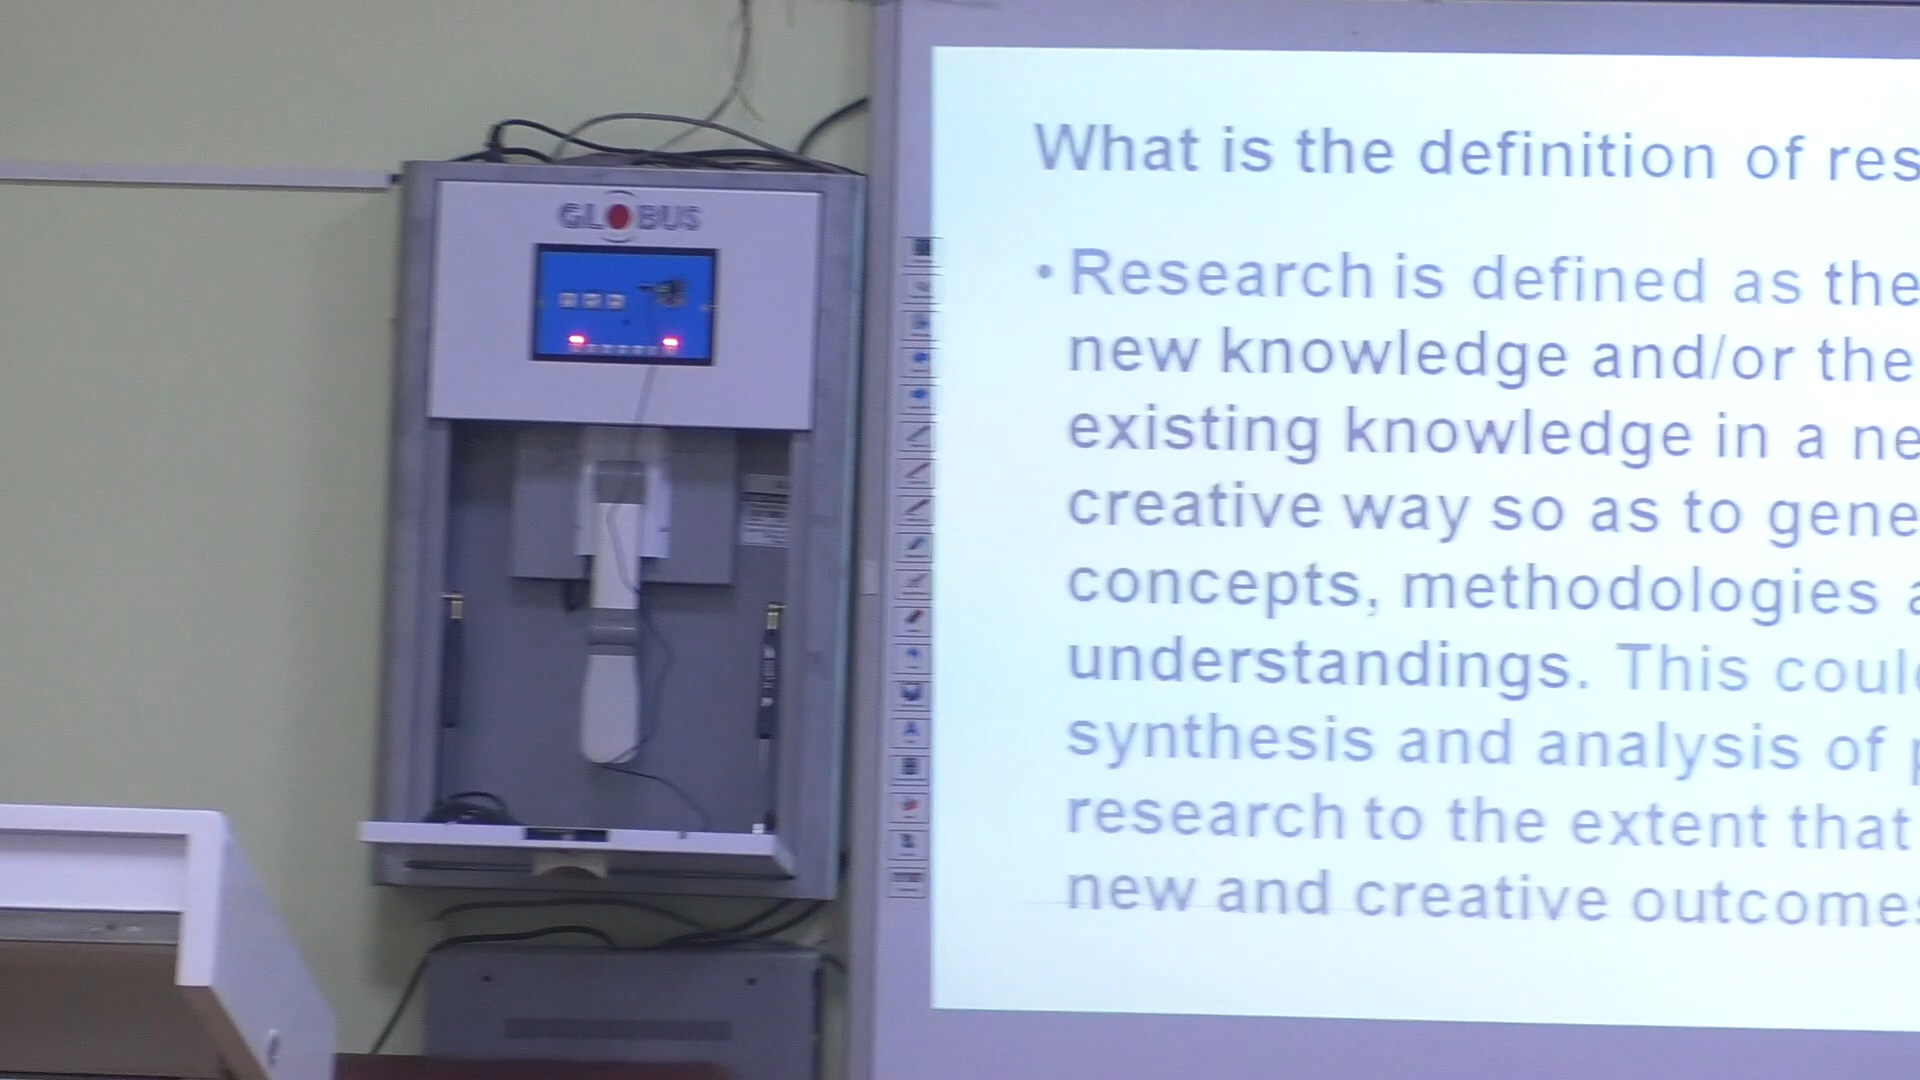 GLOBUS
What is the definition of res
• Research is defined as the
new knowledge and/or the
existing knowledge in a ne
creative way so as to gene
concepts, methodologies a
understandings. This coul
synthesis and analysis of p
research to the extent that
new and creative outcomes